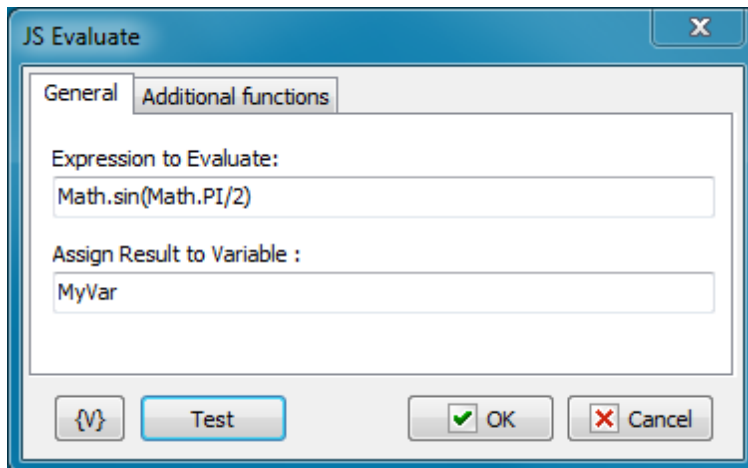 JS Evaluate
General Additional functions
Expression to Evaluate:
Math.sin(Math.PI/2)
Assign Result to Variable :
MyVar
{V} Test OK Cancel